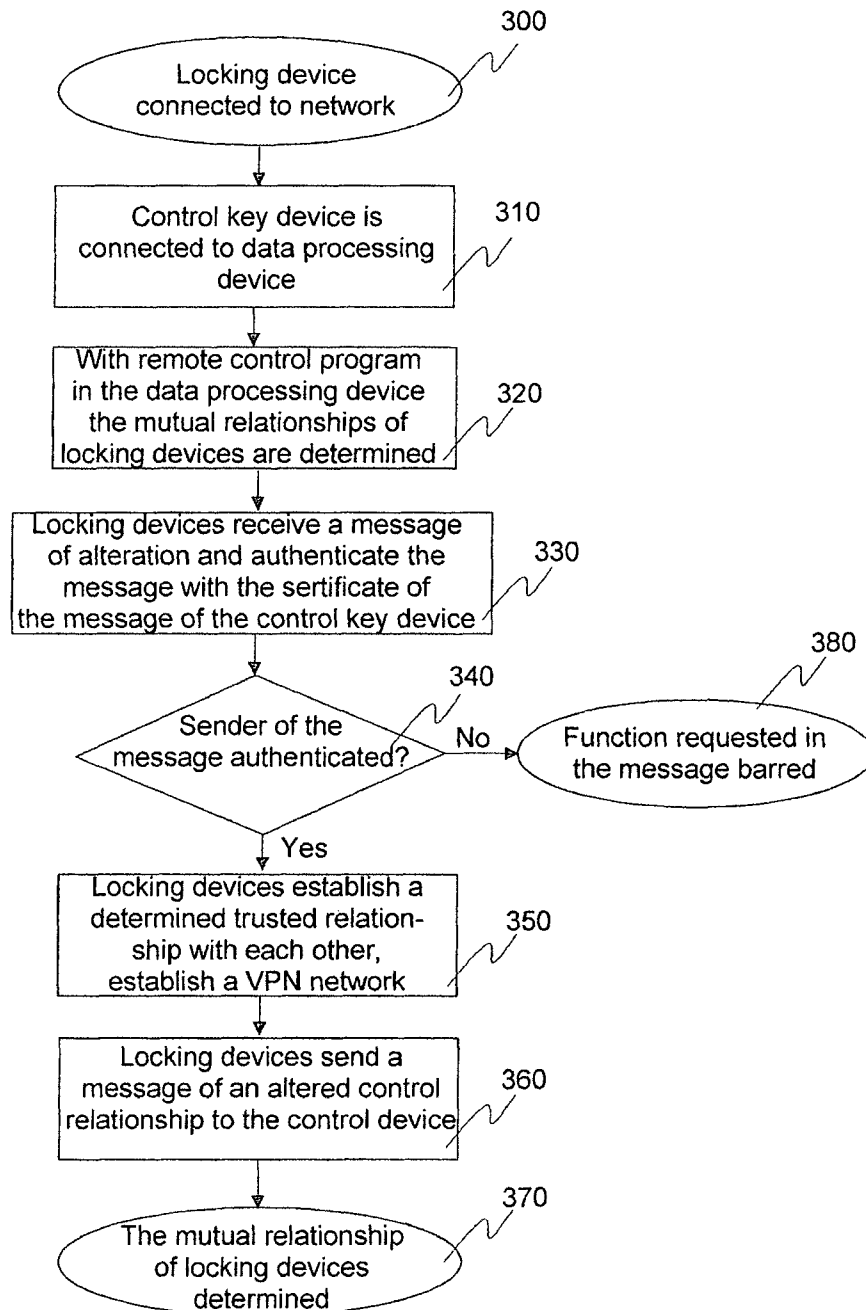 300
Locking device
connected to network
310
Control key device is
connected to data processing
device
With remote control program
in the data processing device
the mutual relationships of
locking devices are determined
320
Locking devices receive a message
of alteration and authenticate the
message with the sertificate of
the message of the control key device
330
340
Sender of the
message authenticated?
No
380
Function requested in
the message barred
Yes
Locking devices establish a
determined trusted relation-
ship with each other,
establish a VPN network
350
Locking devices send a
message of an altered control
relationship to the control device
360
370
The mutual relationship
of locking devices
determined